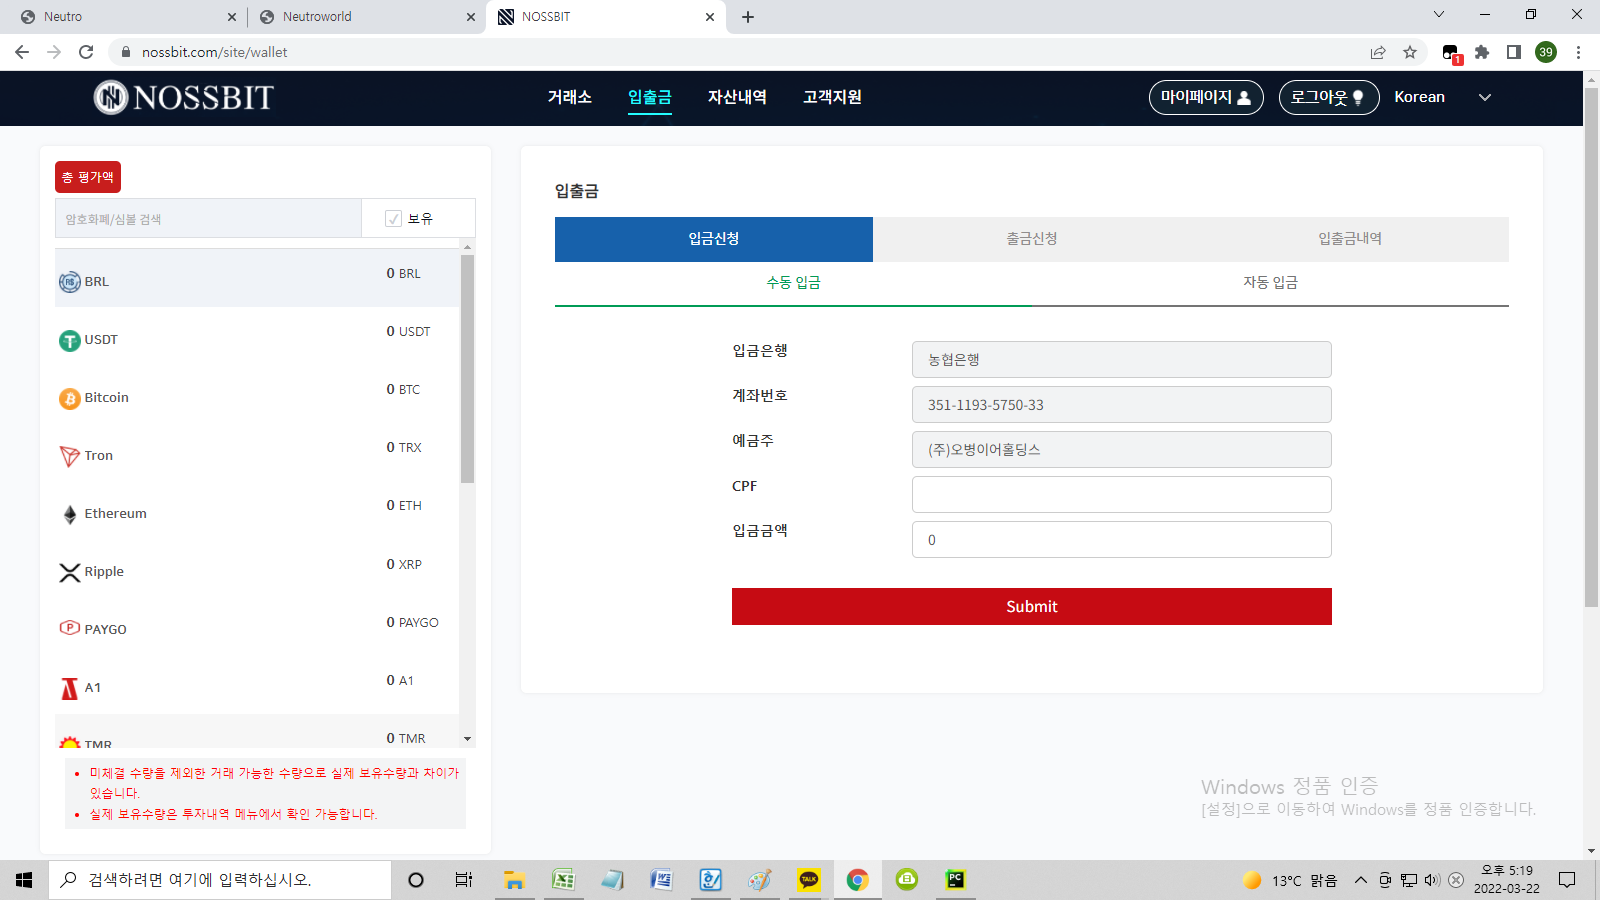 Neutro
Neutroworld
NOSSBIT
nossbit.com/site/wallet
1
39
NOSSBIT
거래소
입출금
자산내역
고객지원
마이페이지
로그아웃
Korean
총 평가액
암호화폐/심볼 검색
보유
BRL
0 BRL
USDT
0 USDT
Bitcoin
0 BTC
Tron
0 TRX
Ethereum
0 ETH
Ripple
0 XRP
PAYGO
0 PAYGO
A1
0 A1
TMR
0 TMR
미체결 수량을 제외한 거래 가능한 수량으로 실제 보유수량과 차이가
있습니다.
실제 보유수량은 투자내역 메뉴에서 확인 가능합니다.
입출금
입금신청
출금신청
입출금내역
수동 입금
자동 입금
입금은행
농협은행
계좌번호
351-1193-5750-33
예금주
(주)오병이어홀딩스
CPF
입금금액
0
Submit
Windows 정품 인증
[설정]으로 이동하여 Windows를 정품 인증합니다.
검색하려면 여기에 입력하십시오.
TALK
PC
13°C 맑음
오후 5:19
2022-03-22